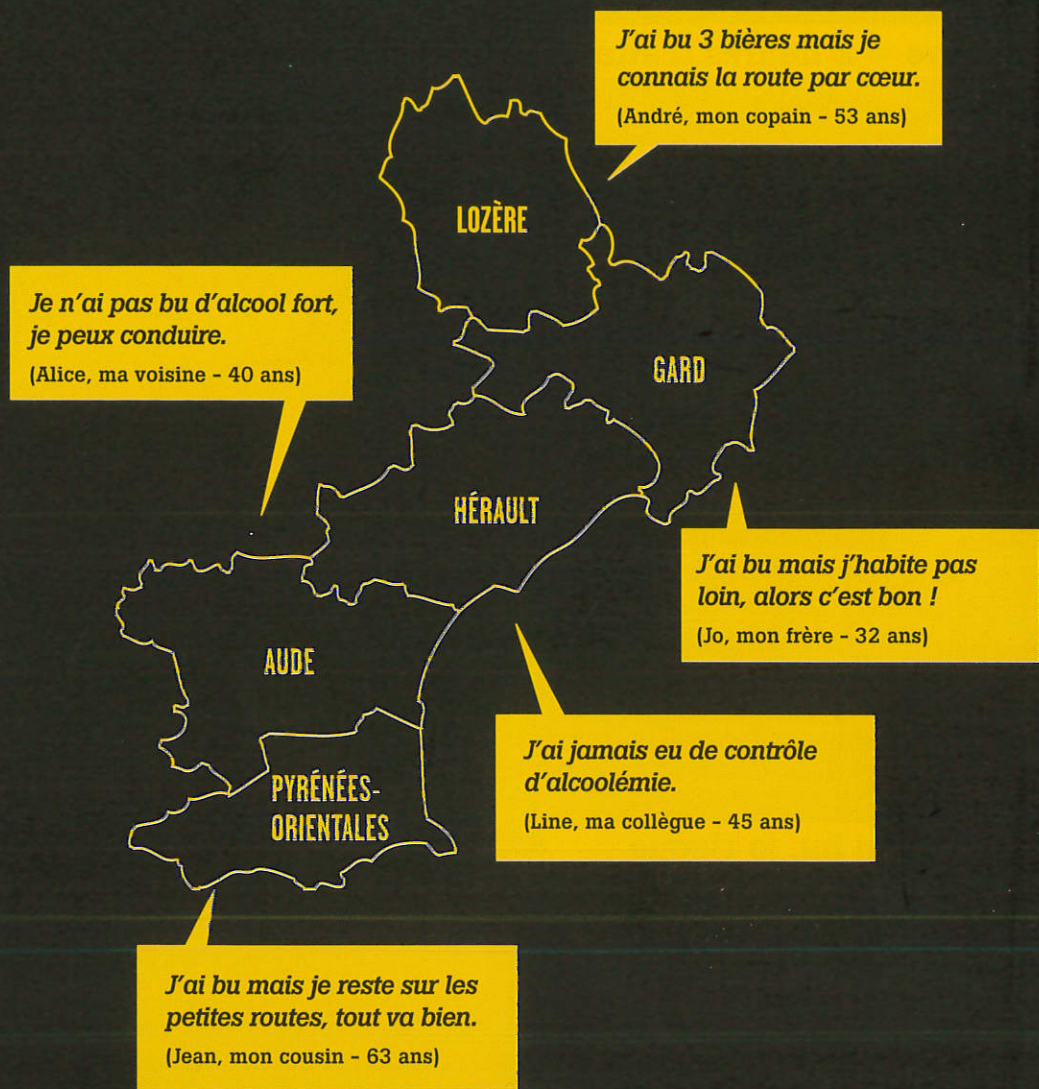 J'ai bu 3 bières mais je
connais la route par cœur.
(André, mon copain - 53 ans)
LOZÈRE
Je n'ai pas bu d'alcool fort,
je peux conduire.
(Alice, ma voisine - 40 ans)
GARD
HÉRAULT
J'ai bu mais j'habite pas
loin, alors c'est bon !
(Jo, mon frère - 32 ans)
AUDE
J'ai jamais eu de contrôle
d'alcoolémie.
(Line, ma collègue - 45 ans)
PYRÉNÉES-
ORIENTALES
J'ai bu mais je reste sur les
petites routes, tout va bien.
(Jean, mon cousin - 63 ans)